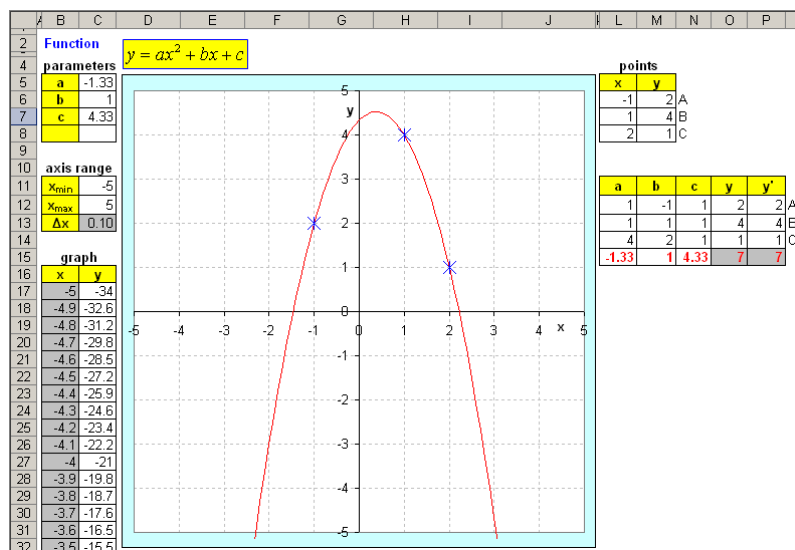 A B C D E F G H I J K L M N O P
2 Function y = ax² + bx + c
4 parameters points
5 a -1.33 x y
6 b 1 -1 2 A
7 c 4.33 1 4 B
8 2 1 C
9
10 axis range
11 x min -5 a b c y y'
12 x max 5 1 -1 1 2 2 A
13 Δx 0.10 1 1 1 4 4 B
14 4 2 1 1 1 C
15 graph -1.33 1 4.33 7 7
16 x y
17 -5 -34
18 -4.9 -32.6
19 -4.8 -31.2
20 -4.7 -29.8
21 -4.6 -28.5
22 -4.5 -27.2
23 -4.4 -25.9
24 -4.3 -24.6
25 -4.2 -23.4
26 -4.1 -22.2
27 -4 -21
28 -3.9 -19.8
29 -3.8 -18.7
30 -3.7 -17.6
31 -3.6 -16.5
32 -3.5 -15.5
5
y
4
3
2
1
0
-5 -4 -3 -2 -1 0 1 2 3 4 x 5
-1
-2
-3
-4
-5